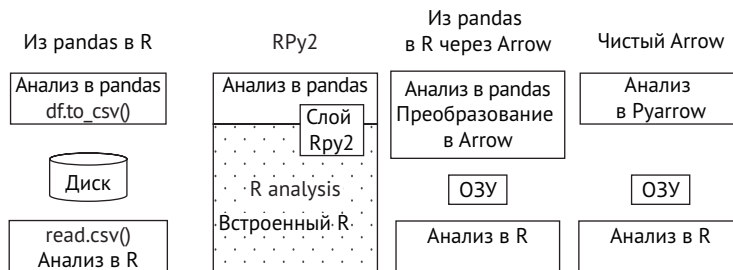 Из pandas в R
Анализ в pandas
df.to_csv()
Диск
read.csv()
Анализ в R
RPy2
Анализ в pandas
Слой
Rpy2
R analysis
Встроенный R
Из pandas
в R через Arrow
Анализ в pandas
Преобразование
в Arrow
ОЗУ
Анализ в R
Чистый Arrow
Анализ
в Pyarrow
ОЗУ
Анализ в R